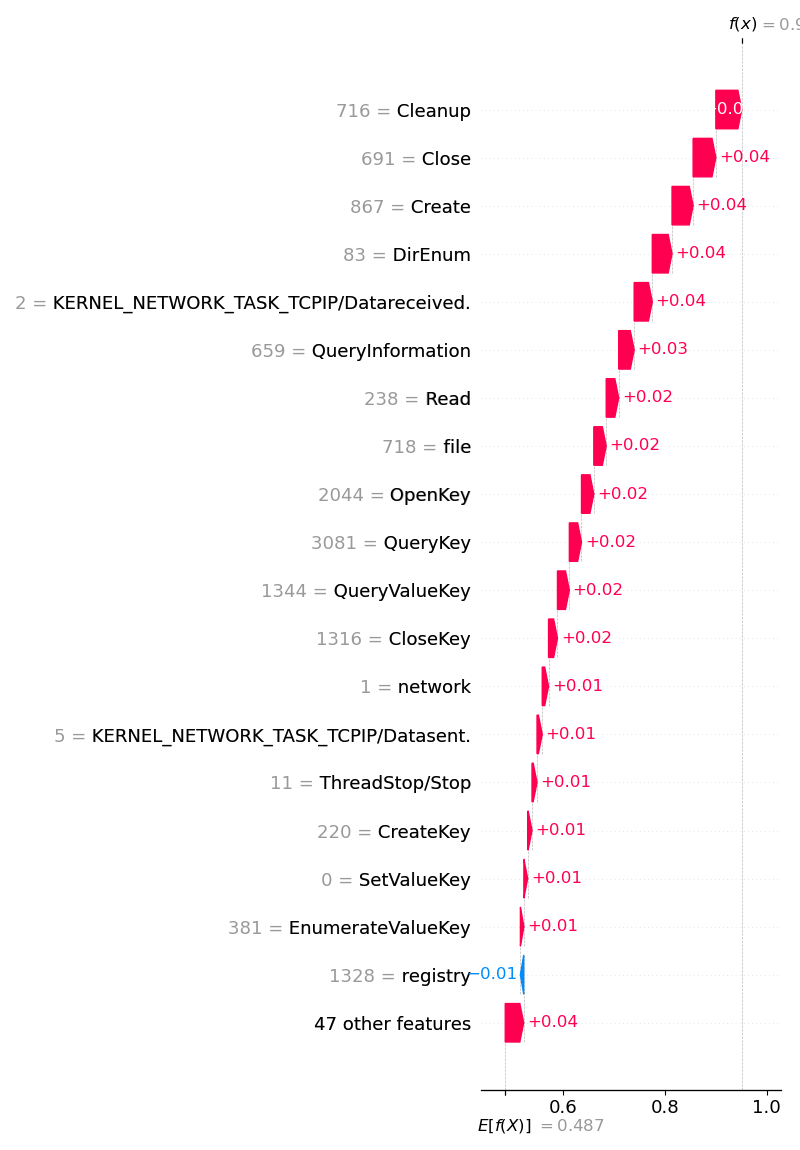 f(x) = 0.9
716 = Cleanup
691 = Close +0.04
867 = Create +0.04
83 = DirEnum +0.04
2 = KERNEL_NETWORK_TASK_TCPIP/Datareceived. +0.04
659 = QueryInformation +0.03
238 = Read +0.02
718 = file +0.02
2044 = OpenKey +0.02
3081 = QueryKey +0.02
1344 = QueryValueKey +0.02
1316 = CloseKey +0.02
1 = network +0.01
5 = KERNEL_NETWORK_TASK_TCPIP/Datasent. +0.01
11 = ThreadStop/Stop +0.01
220 = CreateKey +0.01
0 = SetValueKey +0.01
381 = EnumerateValueKey +0.01
1328 = registry −0.01
47 other features +0.04
0.6 0.8 1.0
E[f(X)] = 0.487